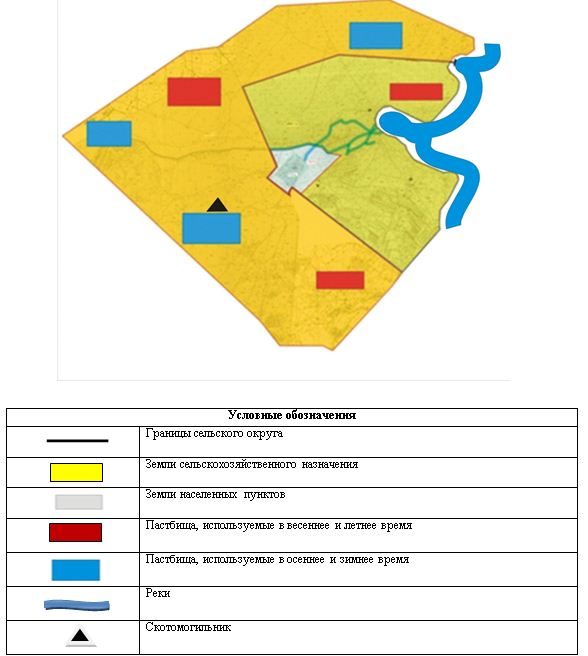 Условные обозначения
Границы сельского округа
Земли сельскохозяйственного назначения
Земли населенных пунктов
Пастбища, используемые в весеннее и летнее время
Пастбища, используемые в осеннее и зимнее время
Реки
Скотомогильник